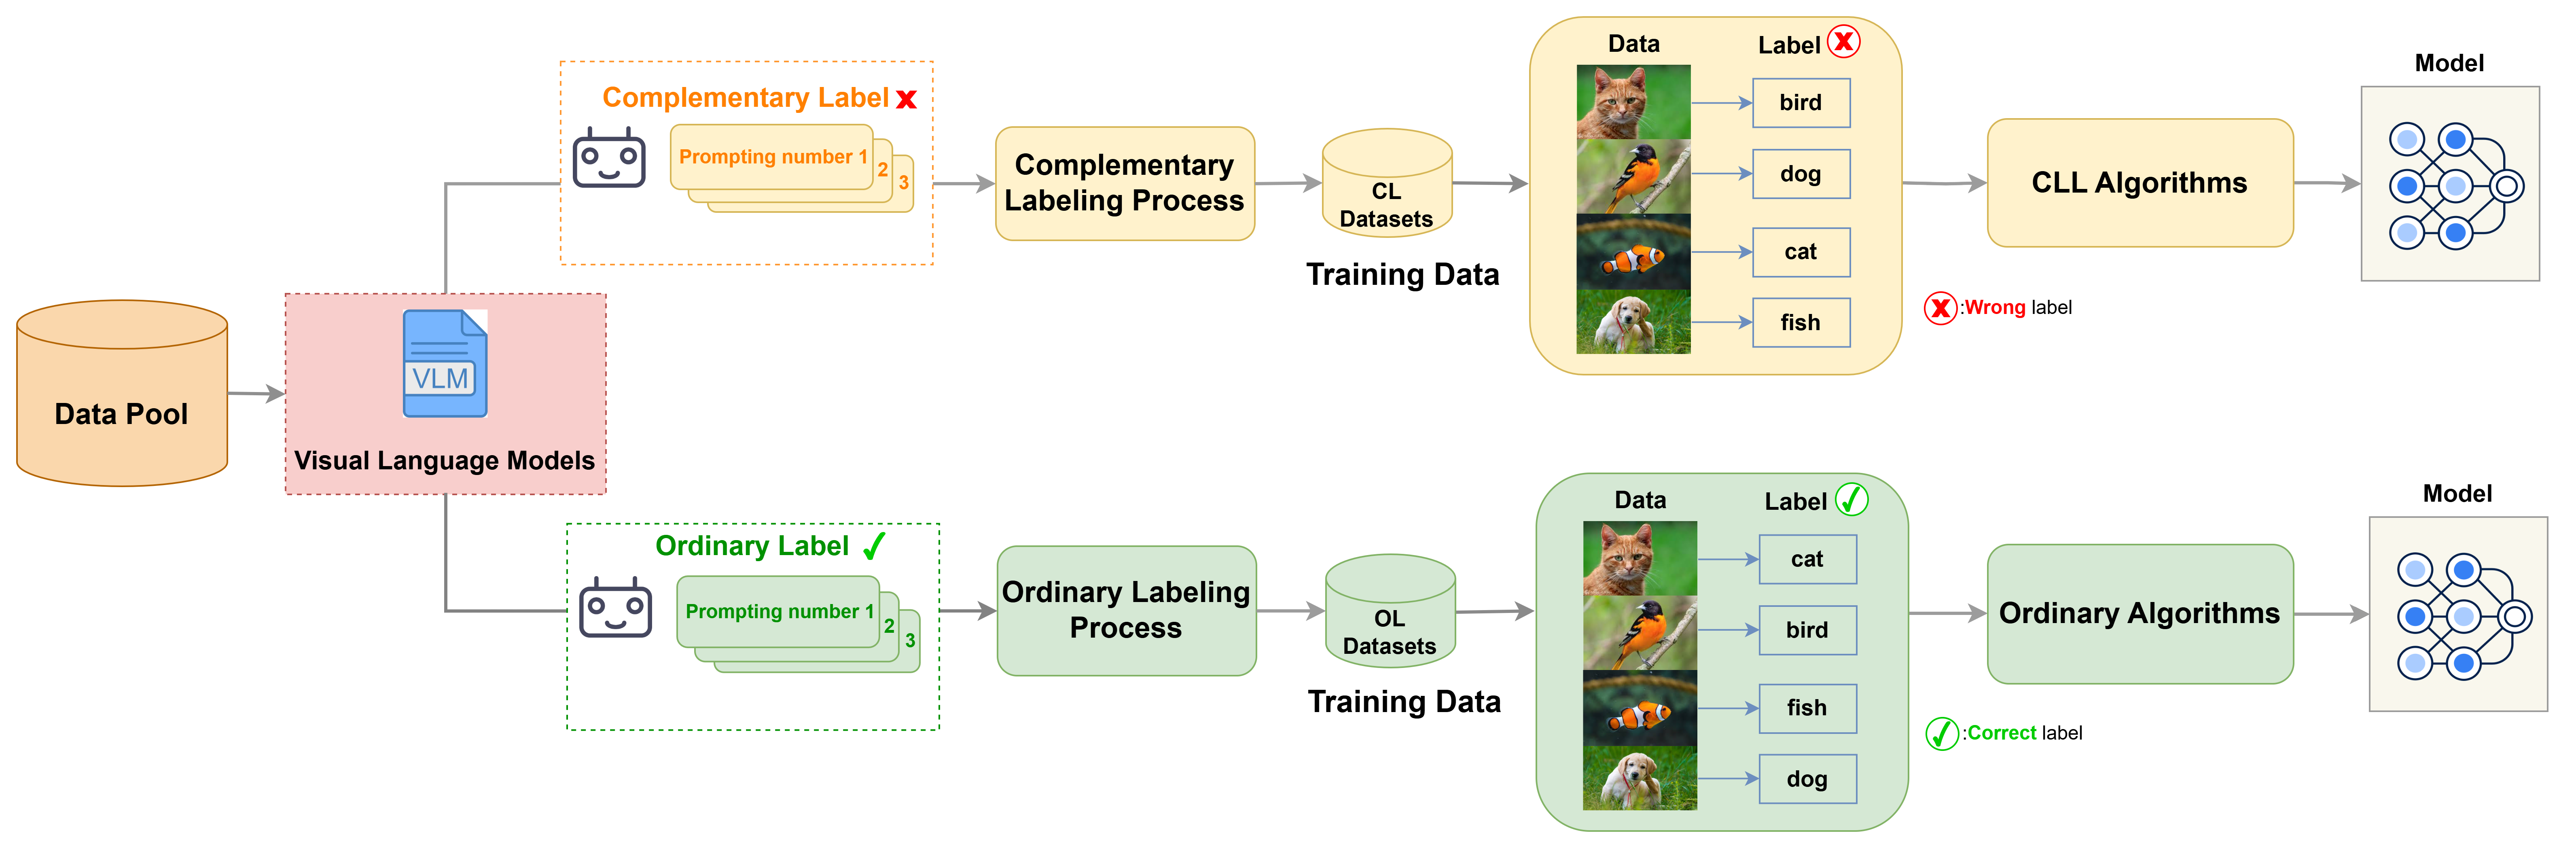 Data Pool
VLM
Visual Language Models
Complementary Label
Prompting number 1
2
3
Complementary
Labeling Process
CL
Datasets
Training Data
Data
Label
bird
dog
cat
fish
:Wrong label
CLL Algorithms
Model
Ordinary Label
Prompting number 1
2
3
Ordinary Labeling
Process
OL
Datasets
Training Data
Data
Label
cat
bird
fish
dog
:Correct label
Ordinary Algorithms
Model